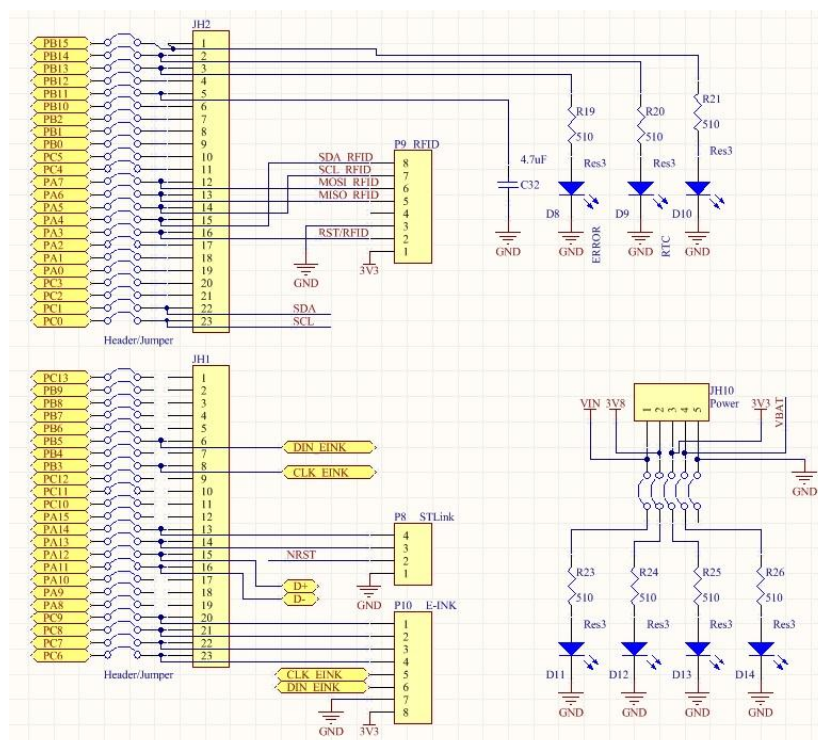 JH2
PB15 1
PB14 2
PB13 3
PB12 4
PB11 5
PB10 6
PB2 7
PB1 8
PB0 9
PC5 10
PC4 11
PA7 12
PA6 13
PA5 14
PA4 15
PA3 16
PA2 17
PA1 18
PA0 19
PC3 20
PC2 21
PC1 22
PC0 23
Header/Jumper
SDA
SCL
P9 RFID
SDA RFID 8
SCL RFID 7
MOSI RFID 6
MISO RFID 5
4
3
RST/RFID 2
1
GND
3V3
4.7uF
C32
GND
R19
510
Res3
D8
GND
ERROR
R20
510
Res3
D9
GND
RTC
R21
510
Res3
D10
GND
JH1
PC13 1
PB9 2
PB8 3
PB7 4
PB6 5
PB5 6
PB4 7
PB3 8
PC12 9
PC11 10
PC10 11
PA15 12
PA14 13
PA13 14
PA12 15
PA11 16
PA10 17
PA9 18
PA8 19
PC9 20
PC8 21
PC7 22
PC6 23
Header/Jumper
DIN EINK
CLK EINK
P8 STLink
4
3
NRST 2
1
GND
D+
D-
P10 E-INK
1
2
3
4
CLK EINK 5
DIN EINK 6
7
8
GND
3V3
JH10
Power
1 2 3 4 5
VIN 3V8
3V3
VBAT
GND
R23
510
Res3
D11
GND
R24
510
Res3
D12
GND
R25
510
Res3
D13
GND
R26
510
Res3
D14
GND